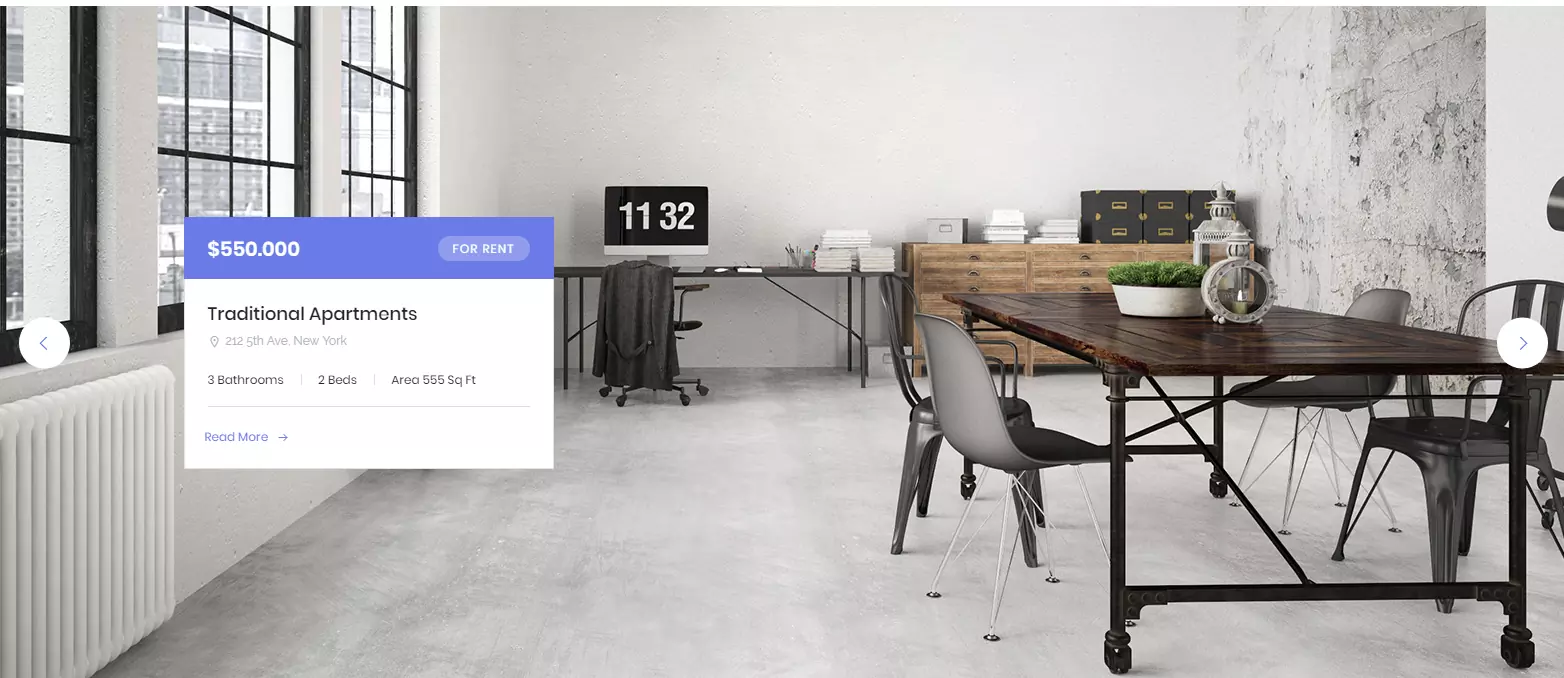 11 32
$550.000 FOR RENT
Traditional Apartments
212 5th Ave, New York
3 Bathrooms 2 Beds Area 555 Sq Ft
Read More →